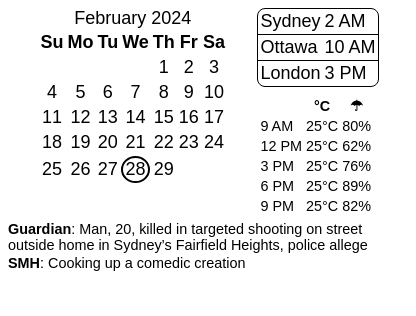 February 2024
Su Mo Tu We Th Fr Sa
1 2 3
4 5 6 7 8 9 10
11 12 13 14 15 16 17
18 19 20 21 22 23 24
25 26 27 28 29
Sydney 2 AM
Ottawa 10 AM
London 3 PM
°C ☂
9 AM 25°C 80%
12 PM 25°C 62%
3 PM 25°C 76%
6 PM 25°C 89%
9 PM 25°C 82%
Guardian: Man, 20, killed in targeted shooting on street
outside home in Sydney’s Fairfield Heights, police allege
SMH: Cooking up a comedic creation